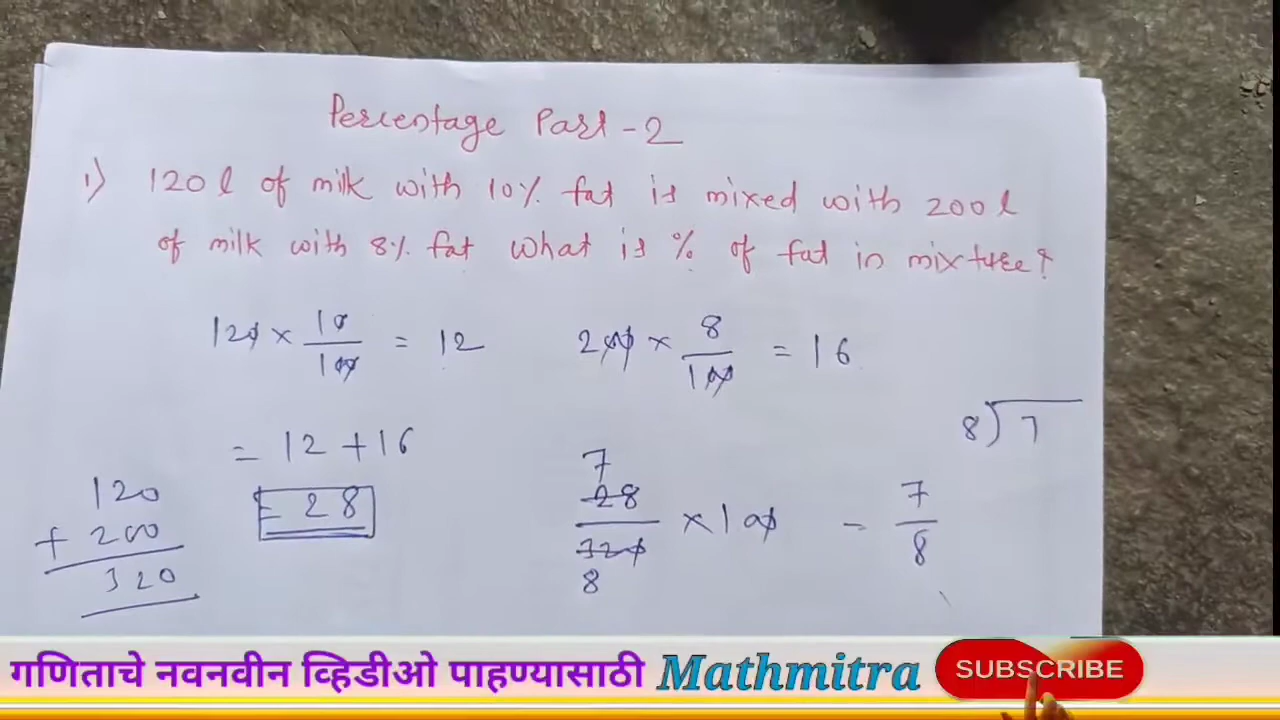 Percentage Part-2
1) 120 l of milk with 10% fat is mixed with 200 l
of milk with 8% fat what is % of fat in mixture?
120 × 10/100 = 12
200 × 8/100 = 16
8)7
= 12 + 16
= 28
120
+ 200
320
7
28/320 × 100 = 7/8
8
गणिताचे नवनवीन व्हिडीओ पाहण्यासाठी Mathmitra SUBSCRIBE